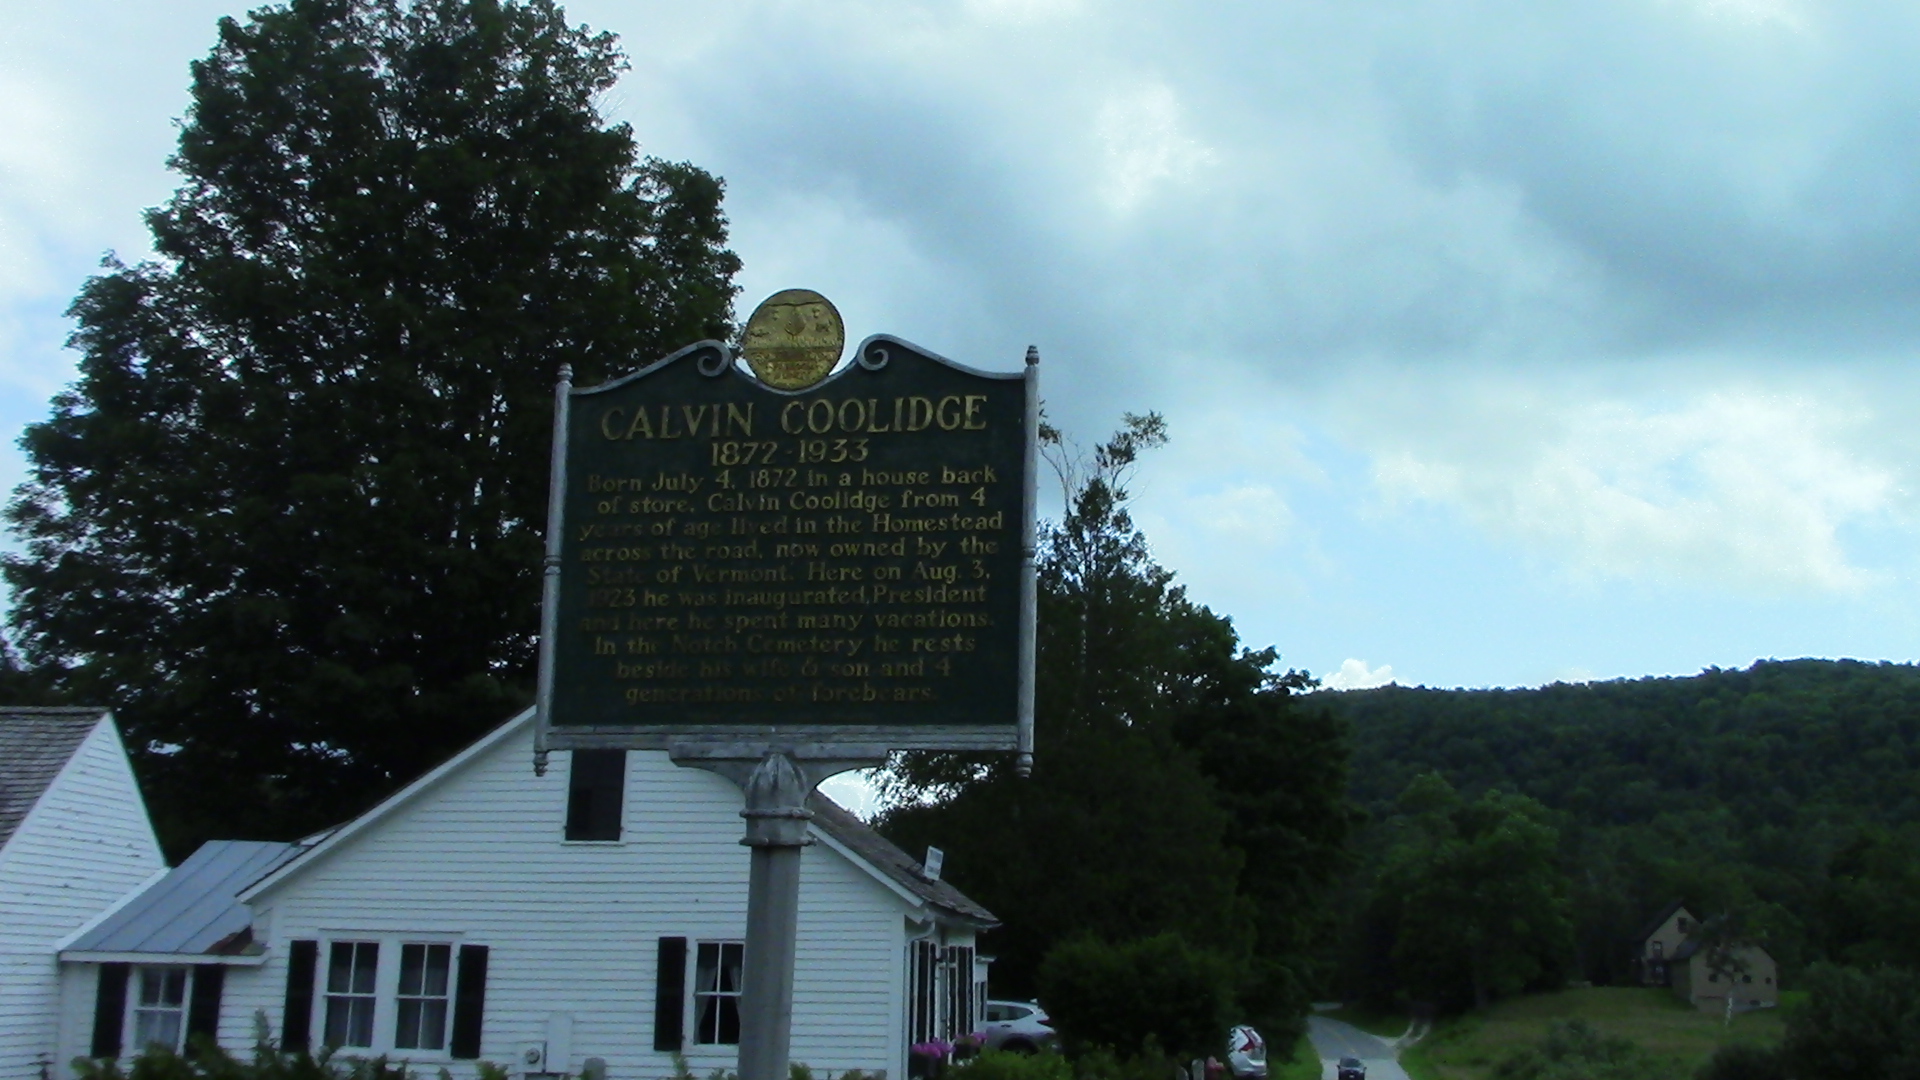 CALVIN COOLIDGE
1872-1933
Born July 4, 1872 in a house back
of store, Calvin Coolidge from 4
years of age lived in the Homestead
across the road, now owned by the
State of Vermont. Here on Aug. 3,
1923 he was inaugurated President
and here he spent many vacations.
In the Notch Cemetery he rests
beside his wife & son and 4
generations of forebears.